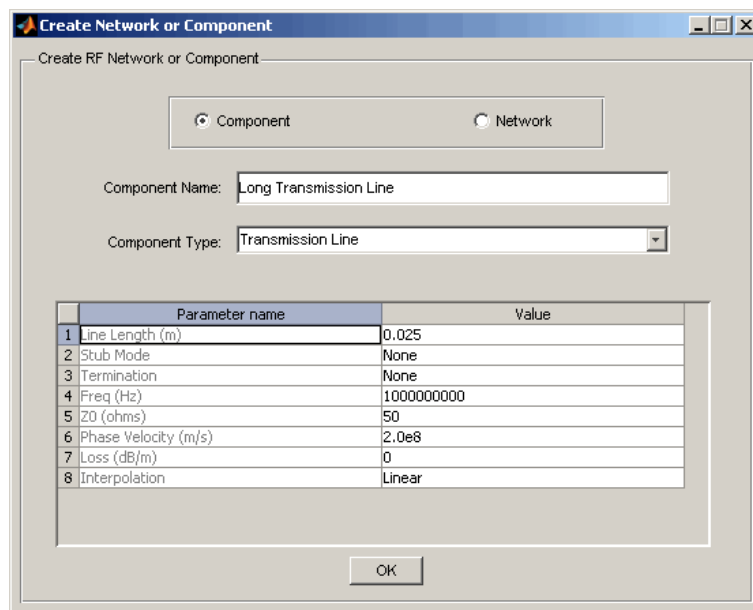 Create Network or Component
Create RF Network or Component
Component Network
Component Name: Long Transmission Line
Component Type: Transmission Line
Parameter name Value
1 Line Length (m) 0.025
2 Stub Mode None
3 Termination None
4 Freq (Hz) 1000000000
5 Z0 (ohms) 50
6 Phase Velocity (m/s) 2.0e8
7 Loss (dB/m) 0
8 Interpolation Linear
OK